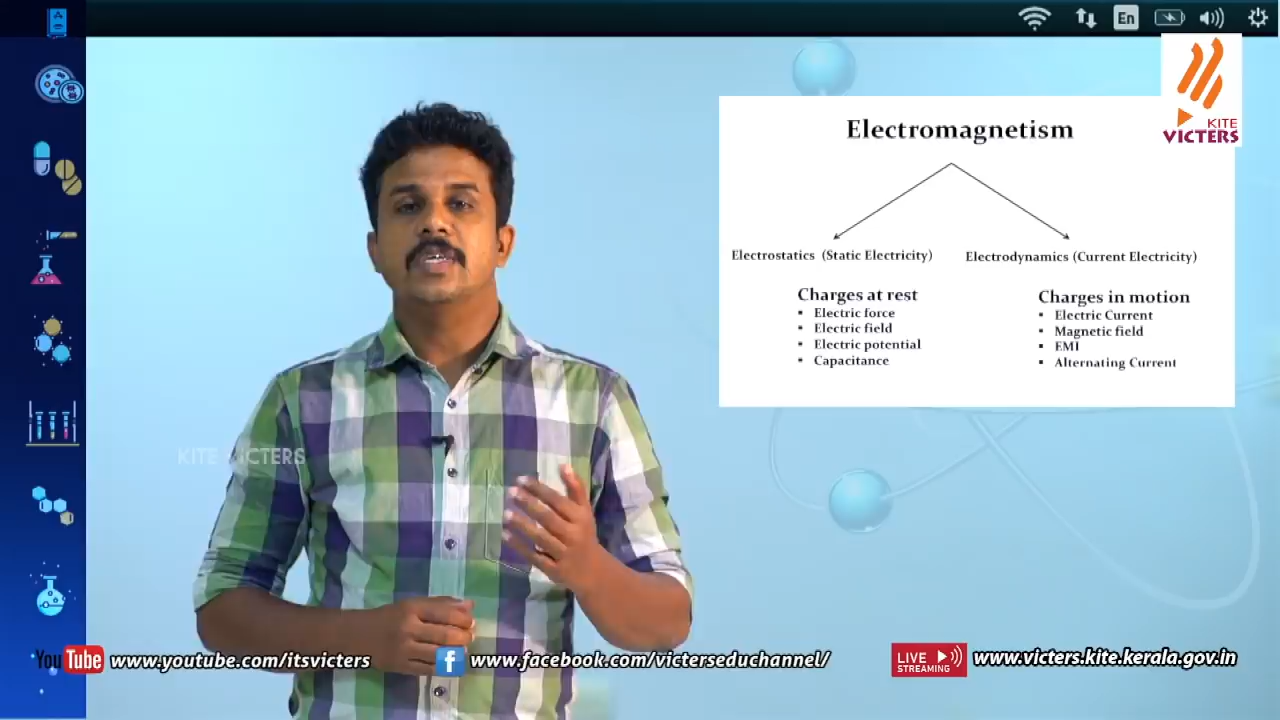 En
KITE
VICTERS
Electromagnetism
Electrostatics (Static Electricity)
Electrodynamics (Current Electricity)
Charges at rest
▪ Electric force
▪ Electric field
▪ Electric potential
▪ Capacitance
Charges in motion
▪ Electric Current
▪ Magnetic field
▪ EMI
▪ Alternating Current
KITE VICTERS
YouTube www.youtube.com/itsvicters
f www.facebook.com/victerseduchannel/
LIVE
STREAMING
www.victers.kite.kerala.gov.in